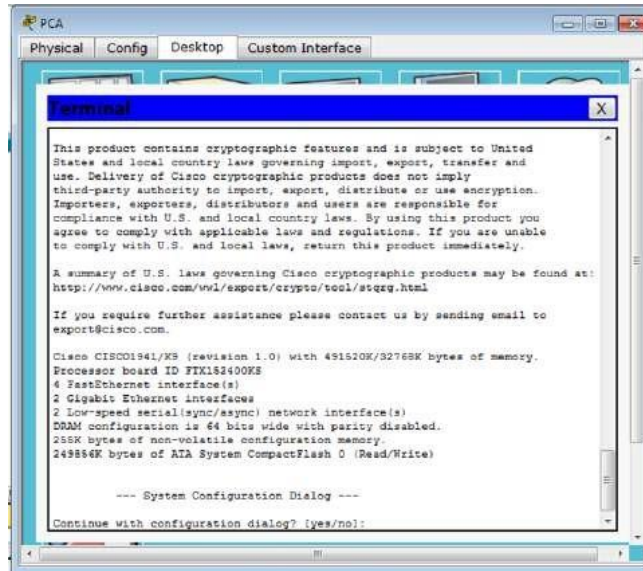 PCA
Physical Config Desktop Custom Interface
Terminal X
This product contains cryptographic features and is subject to United
States and local country laws governing import, export, transfer and
use. Delivery of Cisco cryptographic products does not imply
third-party authority to import, export, distribute or use encryption.
Importers, exporters, distributors and users are responsible for
compliance with U.S. and local country laws. By using this product you
agree to comply with applicable laws and regulations. If you are unable
to comply with U.S. and local laws, return this product immediately.
A summary of U.S. laws governing Cisco cryptographic products may be found at:
http://www.cisco.com/wwl/export/crypto/tool/stqrg.html
If you require further assistance please contact us by sending email to
export@cisco.com.
Cisco CISCO1941/K9 (revision 1.0) with 491520K/32768K bytes of memory.
Processor board ID FTX152400KS
4 FastEthernet interface(s)
2 Gigabit Ethernet interfaces
2 Low-speed serial(sync/async) network interface(s)
DRAM configuration is 64 bits wide with parity disabled.
255K bytes of non-volatile configuration memory.
249856K bytes of ATA System CompactFlash 0 (Read/Write)
--- System Configuration Dialog ---
Continue with configuration dialog? [yes/no]: